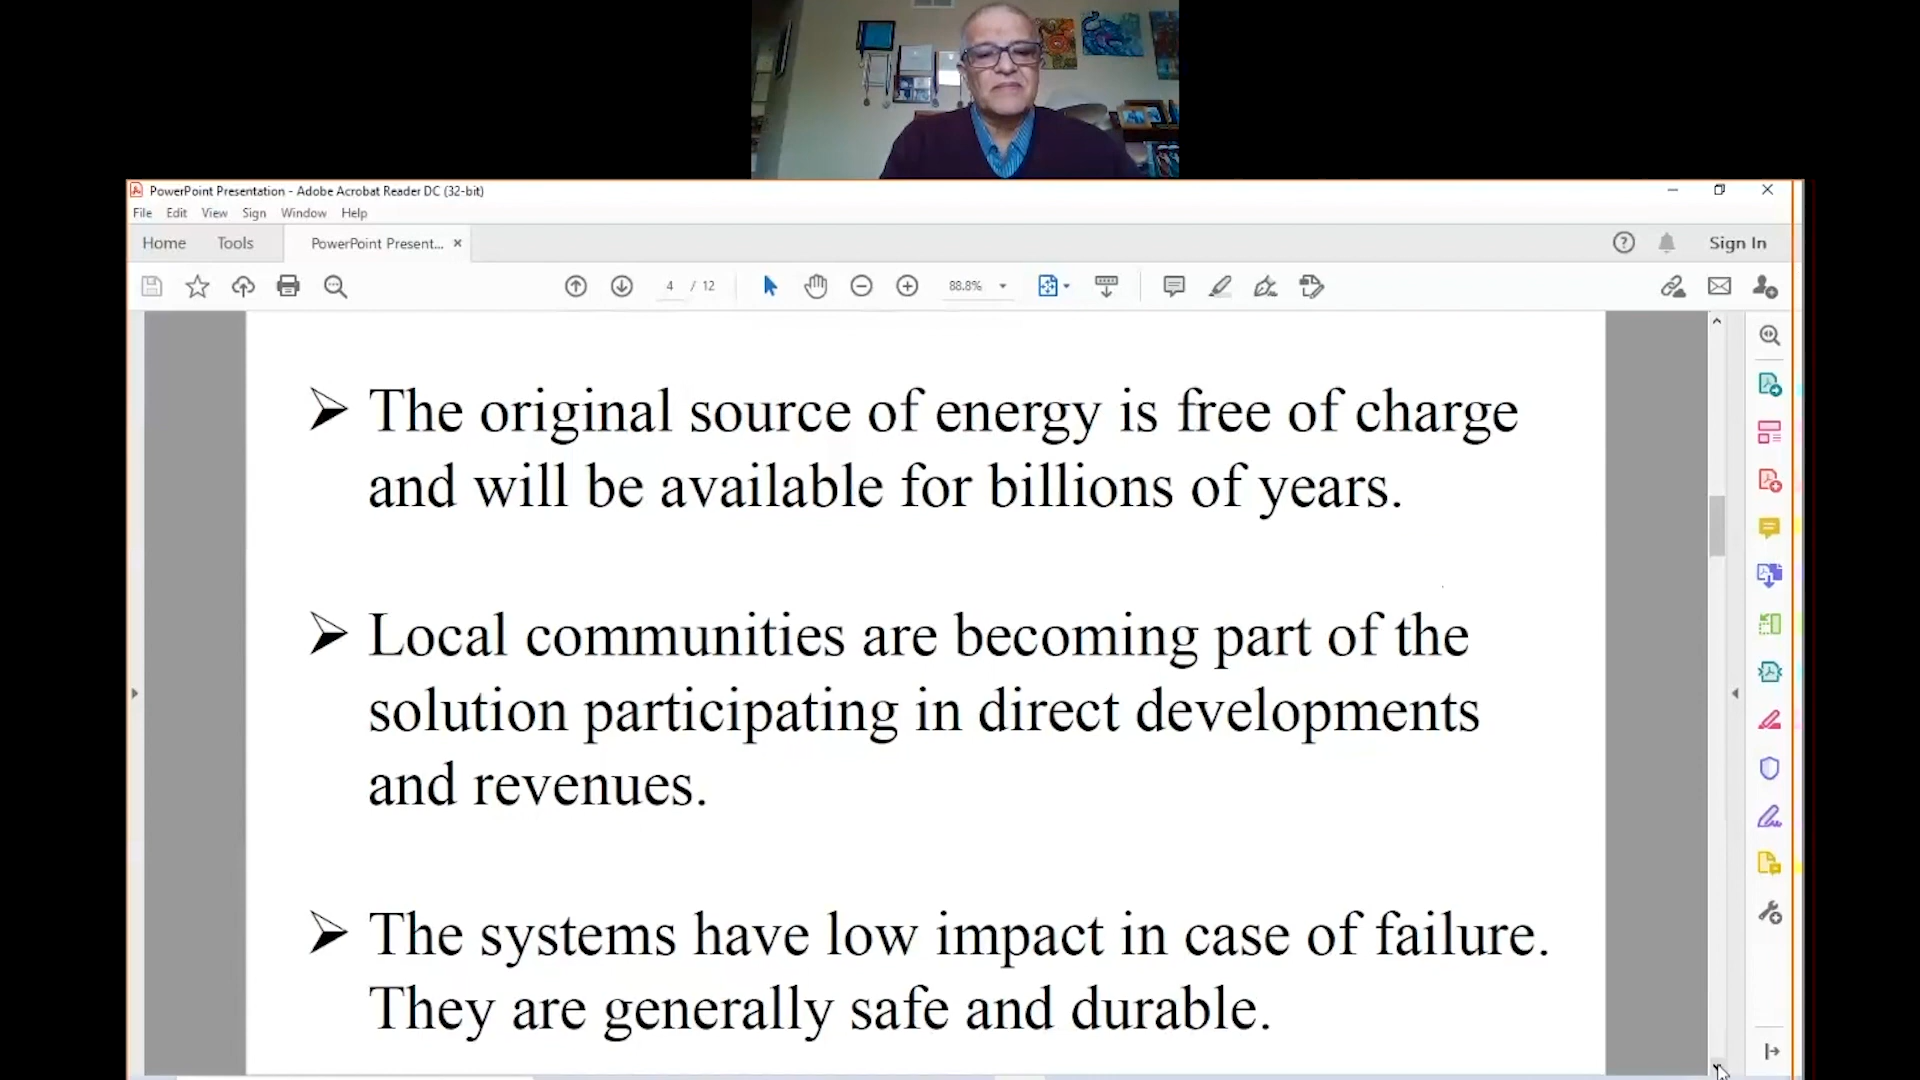 PowerPoint Presentation - Adobe Acrobat Reader DC (32-bit)
File Edit View Sign Window Help
Home Tools PowerPoint Present... Sign In
4 / 12 88.8%
➢ The original source of energy is free of charge
and will be available for billions of years.
➢ Local communities are becoming part of the
solution participating in direct developments
and revenues.
➢ The systems have low impact in case of failure.
They are generally safe and durable.